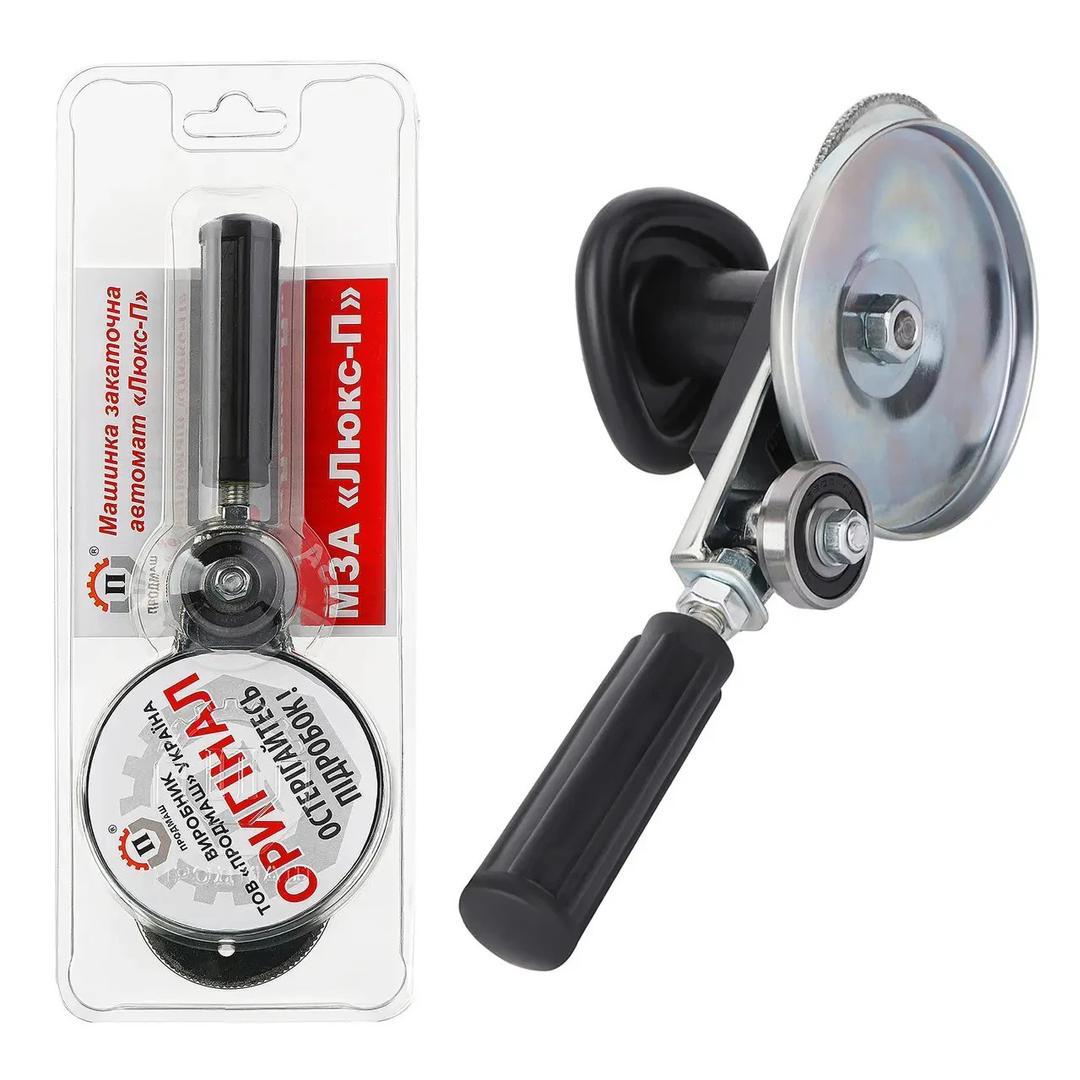 Машинка закаточна
автомат «Люкс-П»
®
П
ПРОДМАШ
МЗА «Люкс-П»
®
П
ПРОДМАШ
ВИРОБНИК
ТОВ «ПРОДМАШ» УКРАЇНА
ОРИГІНАЛ
ОСТЕРІГАЙТЕСЬ
ПІДРОБОК!